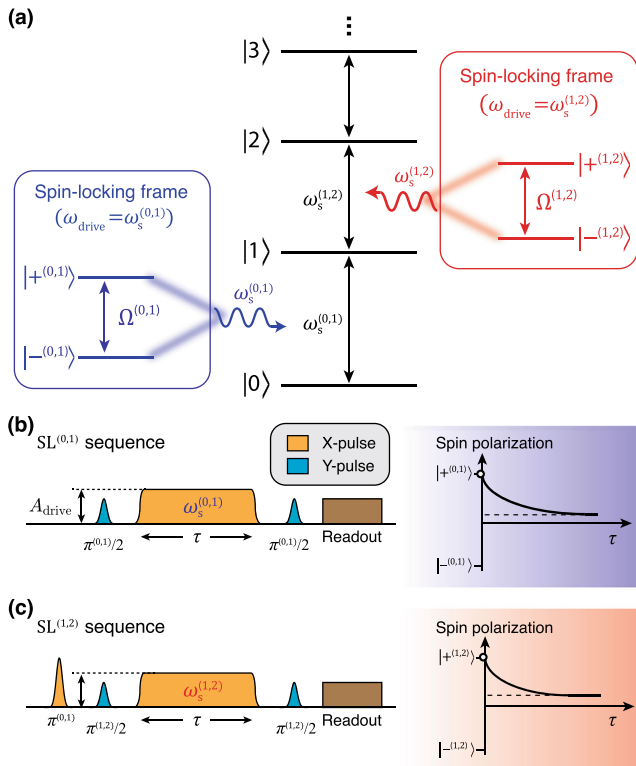 (a)
⋯
|3⟩
|2⟩
|1⟩
|0⟩
ω_s^(1,2)
ω_s^(0,1)
Spin-locking frame
(ω_drive=ω_s^(0,1))
|+^(0,1)⟩
Ω^(0,1)
|−^(0,1)⟩
ω_s^(0,1)
Spin-locking frame
(ω_drive=ω_s^(1,2))
ω_s^(1,2)
|+^(1,2)⟩
Ω^(1,2)
|−^(1,2)⟩
(b)
SL^(0,1) sequence
X-pulse
Y-pulse
A_drive
ω_s^(0,1)
π^(0,1)/2
τ
π^(0,1)/2
Readout
Spin polarization
|+^(0,1)⟩
|−^(0,1)⟩
τ
(c)
SL^(1,2) sequence
ω_s^(1,2)
π^(0,1)
π^(1,2)/2
τ
π^(1,2)/2
Readout
Spin polarization
|+^(1,2)⟩
|−^(1,2)⟩
τ